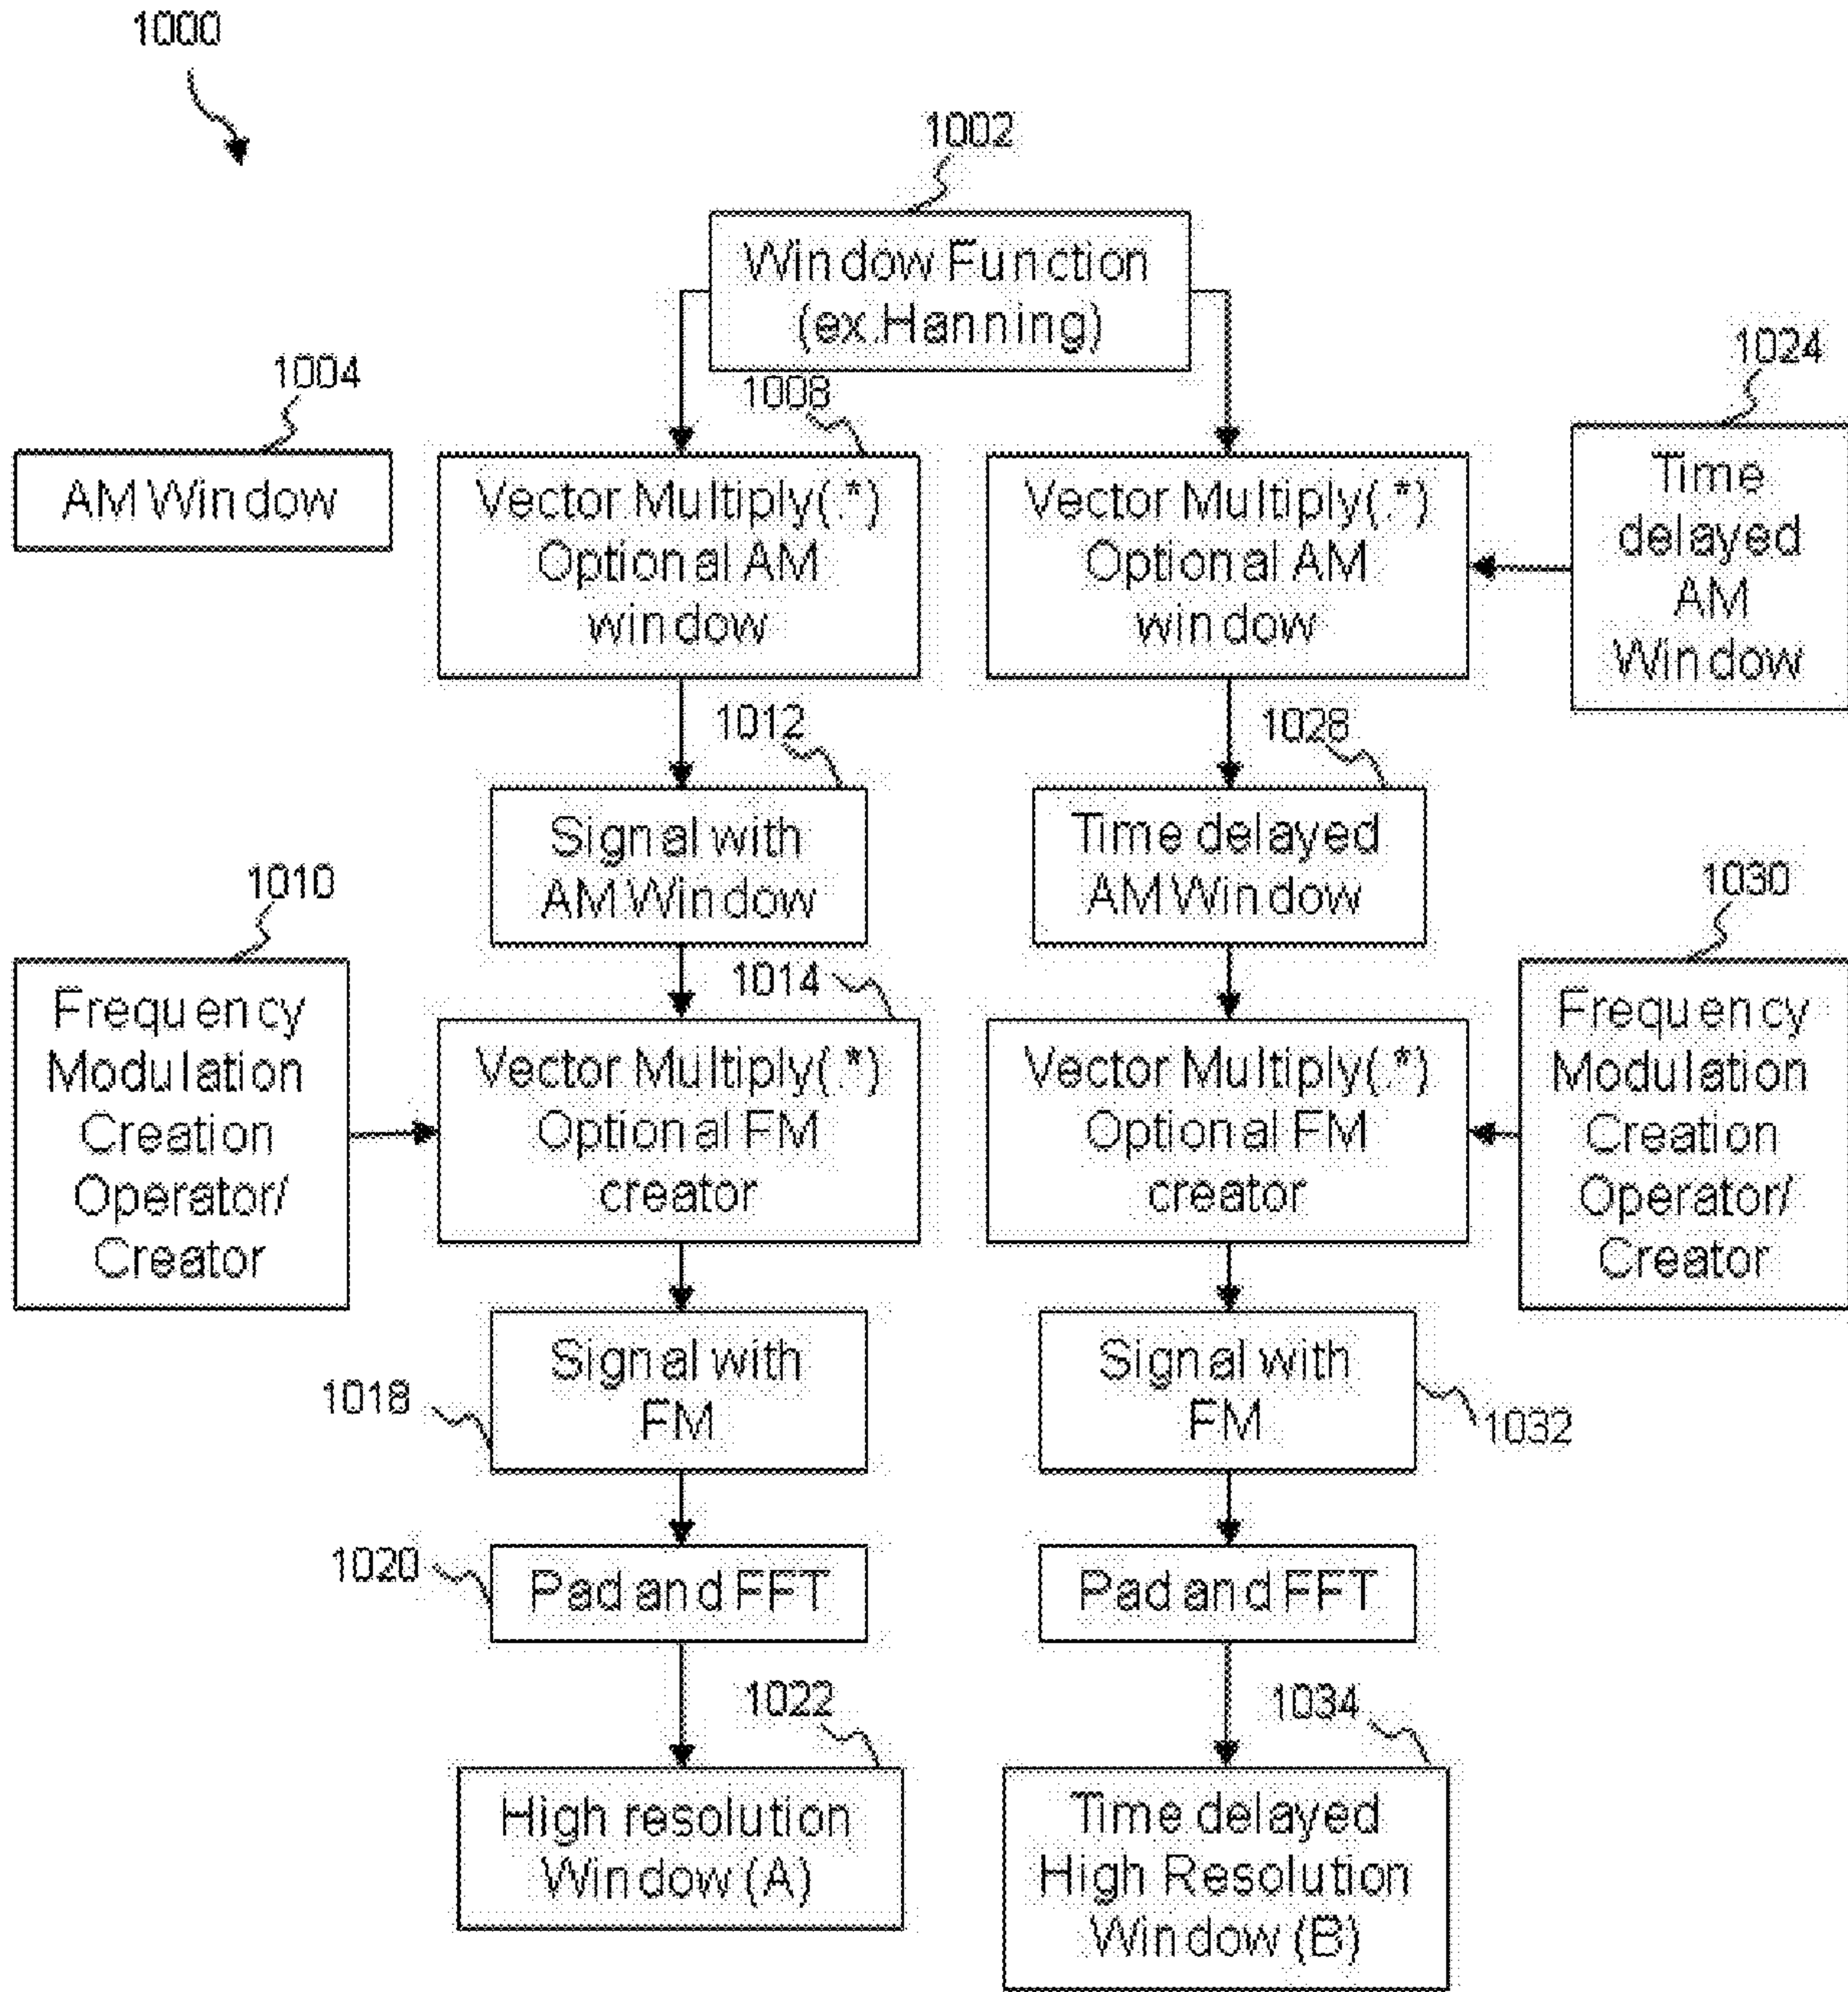 1000
1002
Window Function
(ex.Hanning)
1004
AM Window
1008
Vector Multiply(.*)
Optional AM
window
Vector Multiply(.*)
Optional AM
window
1024
Time
delayed
AM
Window
1012
Signal with
AM Window
1028
Time delayed
AM Window
1010
Frequency
Modulation
Creation
Operator/
Creator
1014
Vector Multiply(.*)
Optional FM
creator
Vector Multiply(.*)
Optional FM
creator
1030
Frequency
Modulation
Creation
Operator/
Creator
1018
Signal with
FM
Signal with
FM
1032
1020
Pad and FFT
Pad and FFT
1022
High resolution
Window (A)
1034
Time delayed
High Resolution
Window (B)